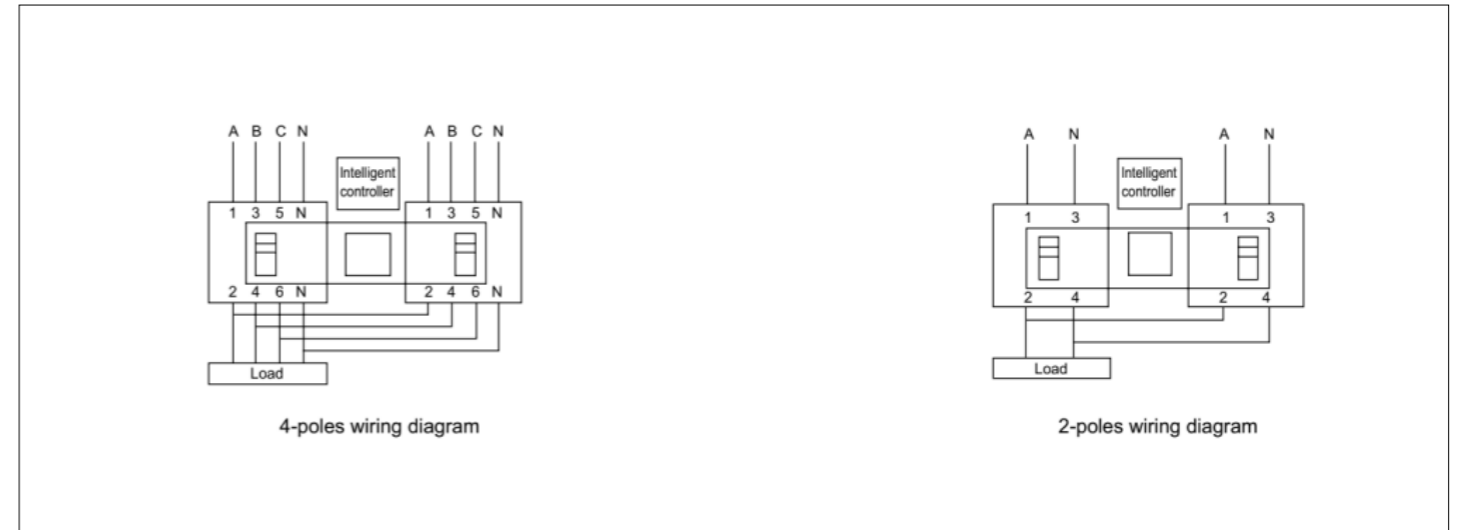 A B C N A B C N
Intelligent
controller
1 3 5 N 1 3 5 N
2 4 6 N 2 4 6 N
Load
4-poles wiring diagram
A N A N
Intelligent
controller
1 3 1 3
2 4 2 4
Load
2-poles wiring diagram